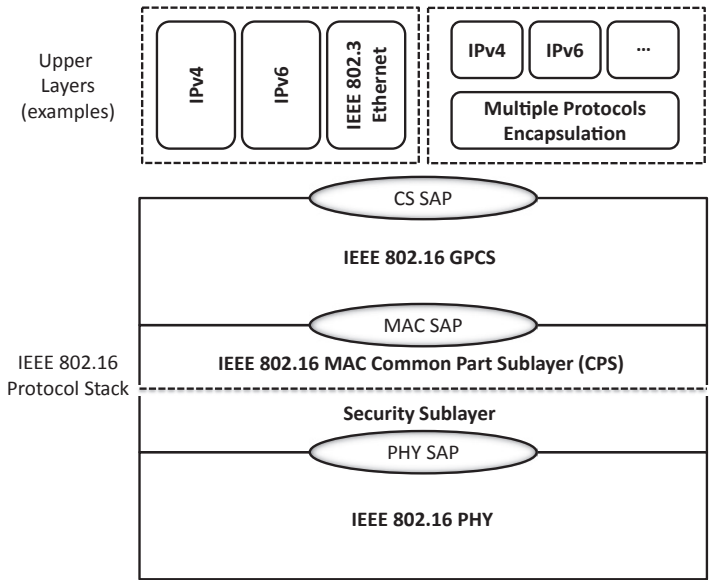 Upper
Layers
(examples)
IPv4
IPv6
IEEE 802.3
Ethernet
IPv4
IPv6
...
Multiple Protocols
Encapsulation
CS SAP
IEEE 802.16 GPCS
MAC SAP
IEEE 802.16 MAC Common Part Sublayer (CPS)
IEEE 802.16
Protocol Stack
Security Sublayer
PHY SAP
IEEE 802.16 PHY